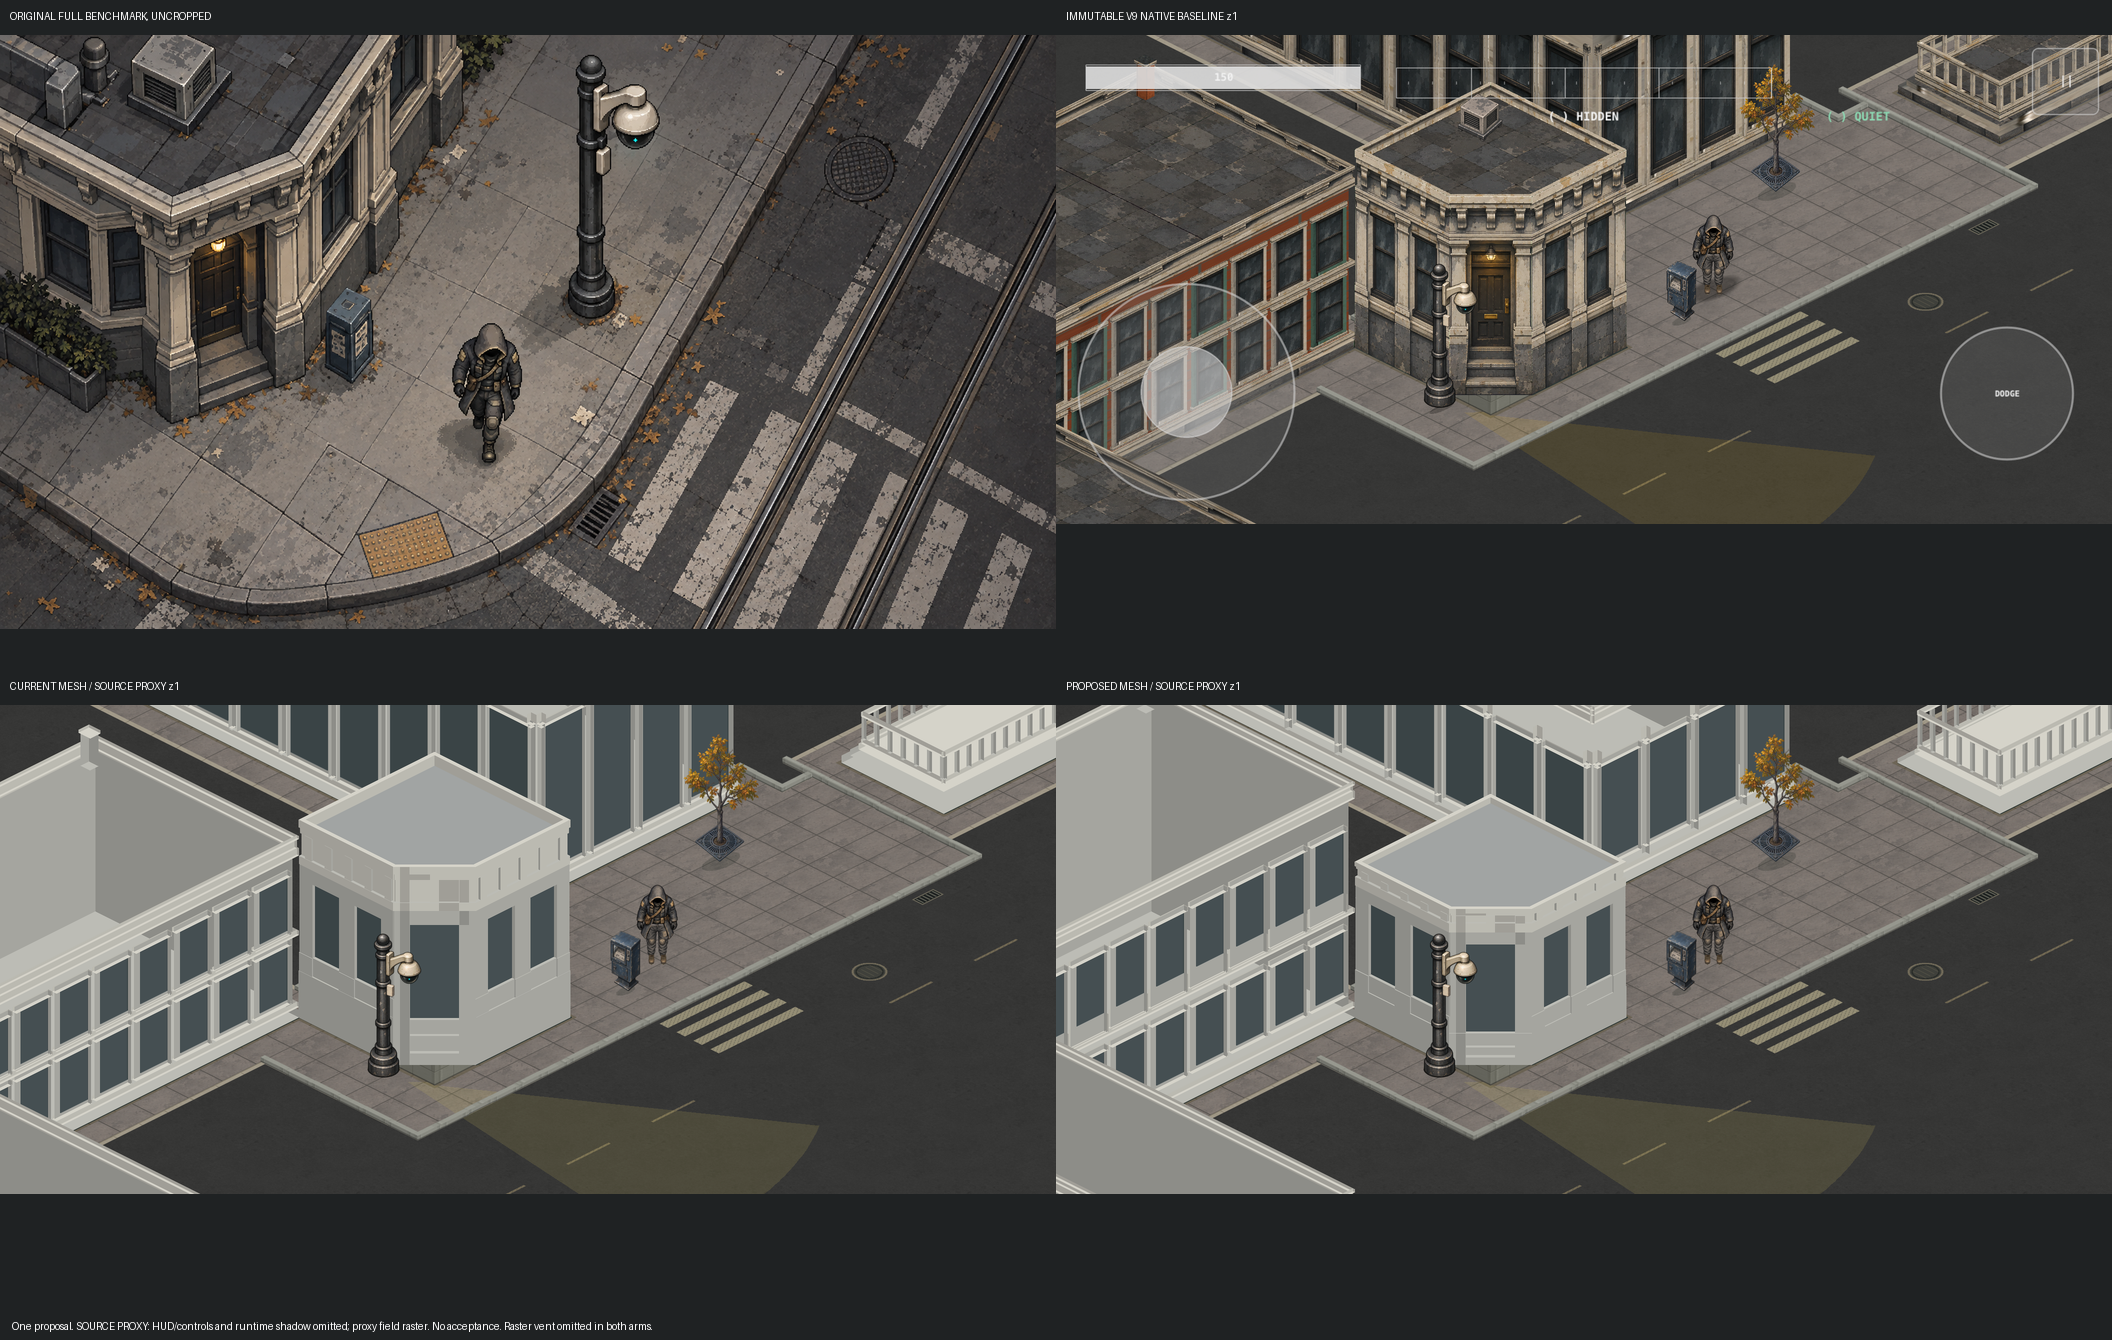 ORIGINAL FULL BENCHMARK, UNCROPPED
IMMUTABLE V9 NATIVE BASELINE z1
150
( ) HIDDEN
( ) QUIET
DODGE
CURRENT MESH / SOURCE PROXY z1
PROPOSED MESH / SOURCE PROXY z1
One proposal. SOURCE PROXY: HUD/controls and runtime shadow omitted; proxy field raster. No acceptance. Raster vent omitted in both arms.